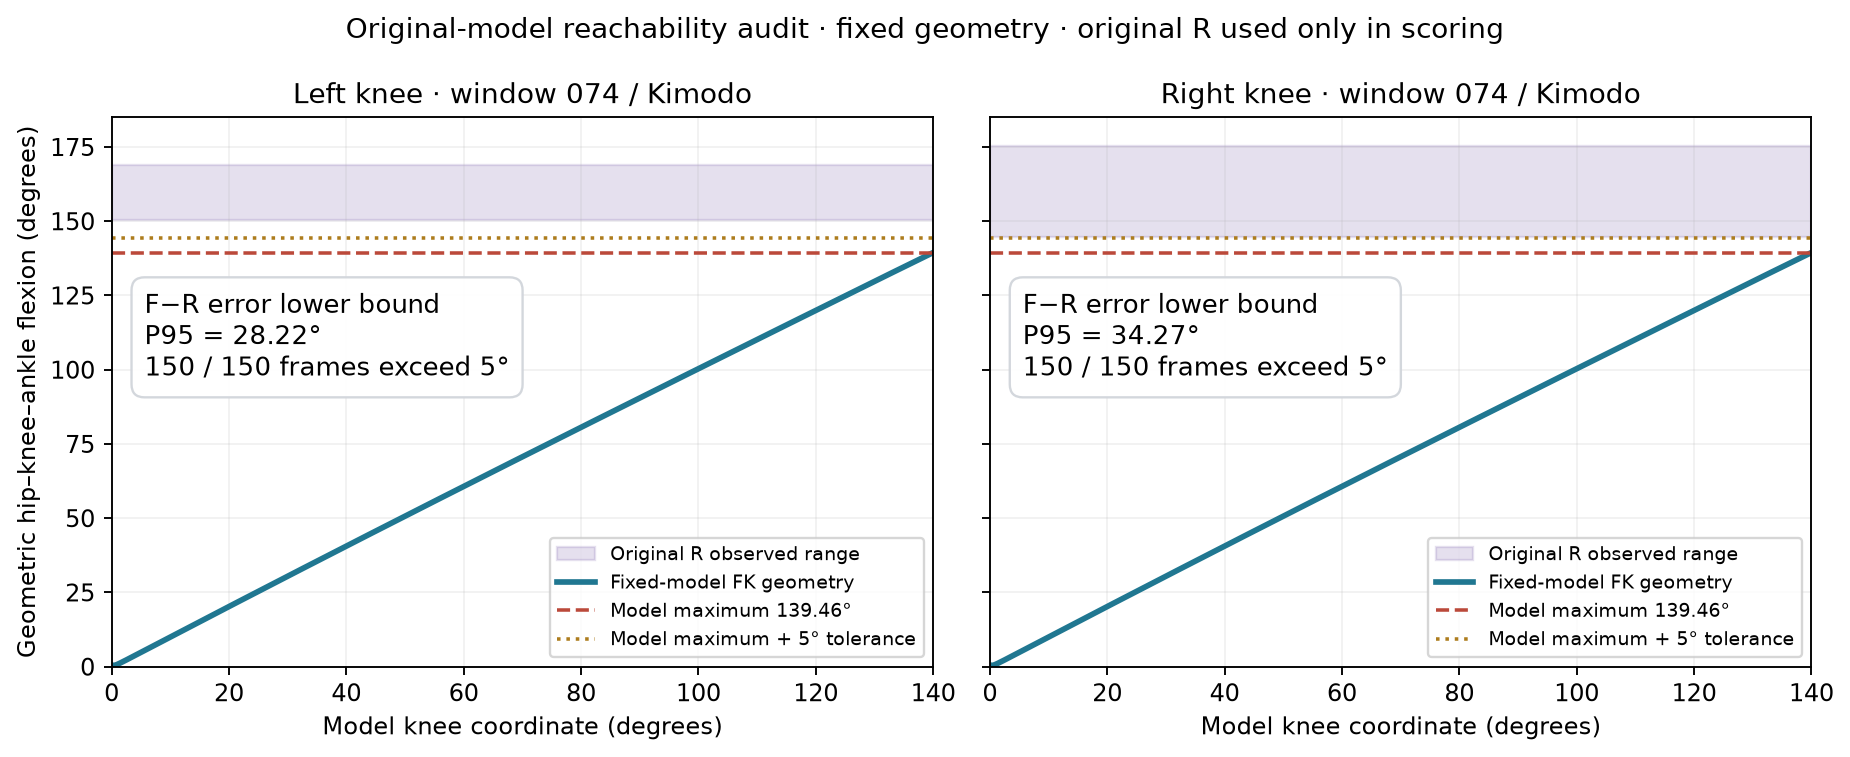 Original-model reachability audit · fixed geometry · original R used only in scoring
Left knee · window 074 / Kimodo
Geometric hip–knee–ankle flexion (degrees)
175
150
125
100
75
50
25
0
F−R error lower bound
P95 = 28.22°
150 / 150 frames exceed 5°
Original R observed range
Fixed-model FK geometry
Model maximum 139.46°
Model maximum + 5° tolerance
0 20 40 60 80 100 120 140
Model knee coordinate (degrees)
Right knee · window 074 / Kimodo
F−R error lower bound
P95 = 34.27°
150 / 150 frames exceed 5°
Original R observed range
Fixed-model FK geometry
Model maximum 139.46°
Model maximum + 5° tolerance
0 20 40 60 80 100 120 140
Model knee coordinate (degrees)